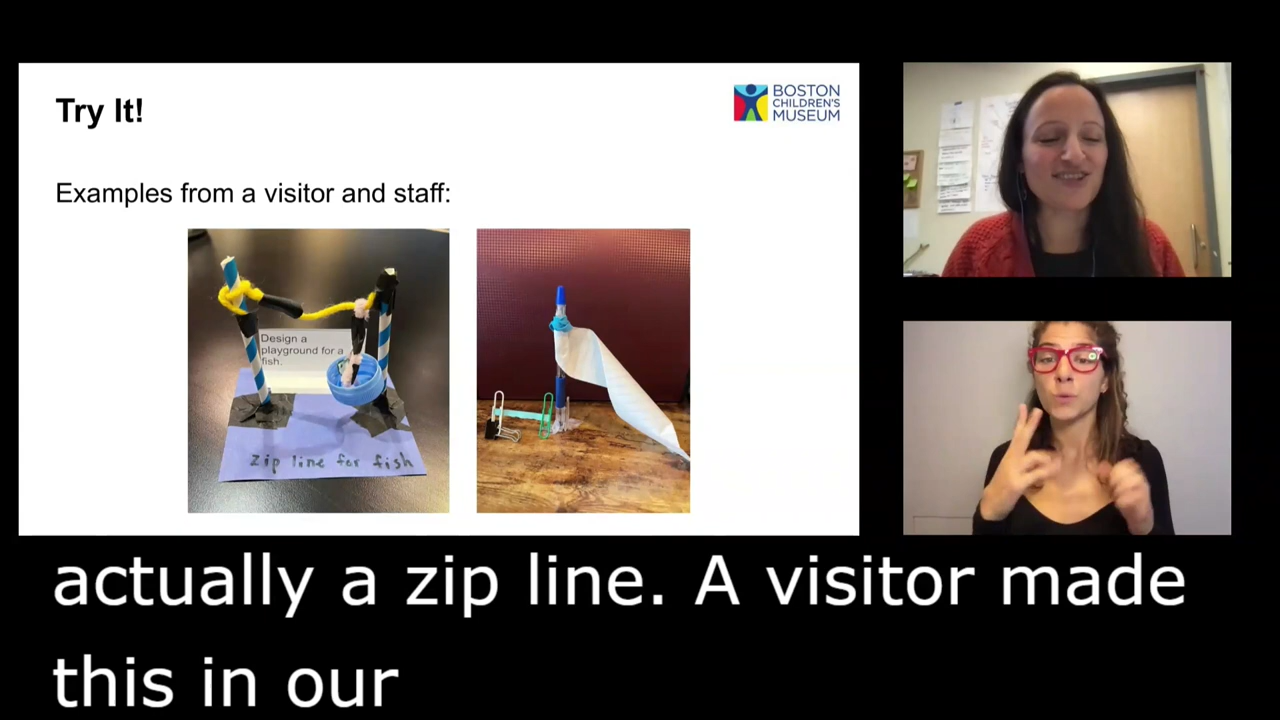 Try It!
BOSTON
CHILDREN'S
MUSEUM
Examples from a visitor and staff:
Design a
playground for a
fish.
zip line for fish
actually a zip line. A visitor made
this in our